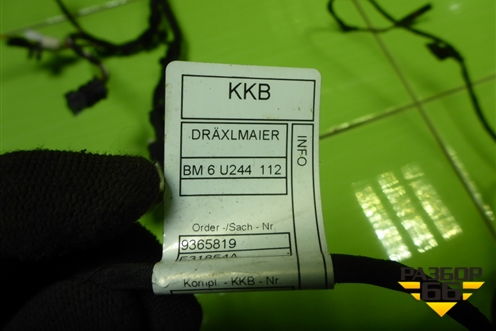 KKB
DRÄXLMAIER
BM 6 U244 112
INFO
Order -/Sach - Nr.
9365819
Kompl. - KKB - Nr
РАЗБОР
66